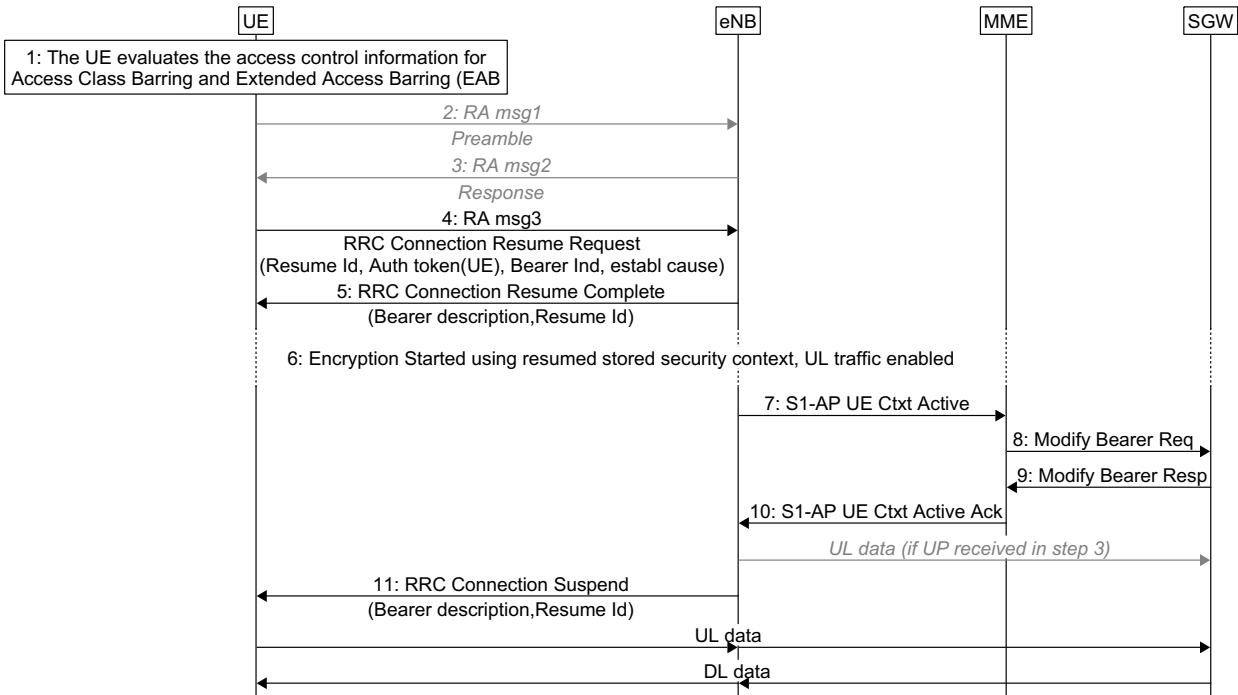 UE
eNB
MME
SGW
1: The UE evaluates the access control information for
Access Class Barring and Extended Access Barring (EAB
2: RA msg1
Preamble
3: RA msg2
Response
4: RA msg3
RRC Connection Resume Request
(Resume Id, Auth token(UE), Bearer Ind, establ cause)
5: RRC Connection Resume Complete
(Bearer description,Resume Id)
6: Encryption Started using resumed stored security context, UL traffic enabled
7: S1-AP UE Ctxt Active
8: Modify Bearer Req
9: Modify Bearer Resp
10: S1-AP UE Ctxt Active Ack
UL data (if UP received in step 3)
11: RRC Connection Suspend
(Bearer description,Resume Id)
UL data
DL data